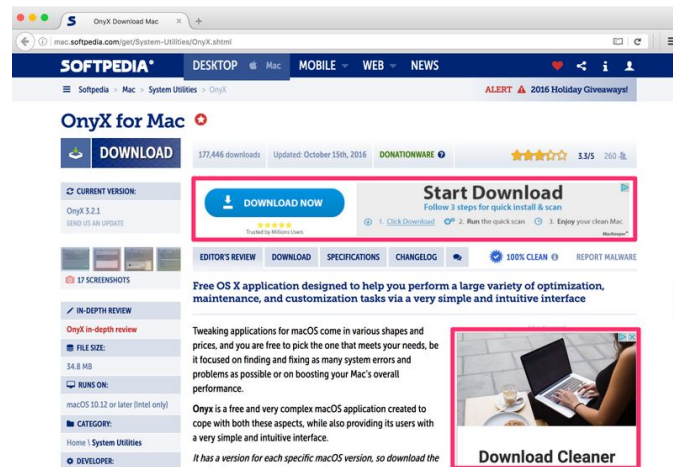 OnyX Download Mac
mac.softpedia.com/get/System-Utilities/OnyX.shtml
SOFTPEDIA®
DESKTOP Mac MOBILE WEB NEWS
Softpedia > Mac > System Utilities > OnyX
ALERT 2016 Holiday Giveaways!
OnyX for Mac
DOWNLOAD
177,446 downloads Updated: October 15th, 2016 DONATIONWARE
3.3/5 260
CURRENT VERSION:
OnyX 3.2.1
SEND US AN UPDATE
DOWNLOAD NOW
Trusted by Millions Users
Start Download
Follow 3 steps for quick install & scan
1. Click Download 2. Run the quick scan 3. Enjoy your clean Mac
MacKeeper
EDITOR'S REVIEW DOWNLOAD SPECIFICATIONS CHANGELOG 100% CLEAN REPORT MALWARE
17 SCREENSHOTS
Free OS X application designed to help you perform a large variety of optimization,
maintenance, and customization tasks via a very simple and intuitive interface
IN-DEPTH REVIEW
OnyX in-depth review
FILE SIZE:
34.8 MB
RUNS ON:
macOS 10.12 or later (Intel only)
CATEGORY:
Home \ System Utilities
DEVELOPER:
Tweaking applications for macOS come in various shapes and
prices, and you are free to pick the one that meets your needs, be
it focused on finding and fixing as many system errors and
problems as possible or on boosting your Mac's overall
performance.
Onyx is a free and very complex macOS application created to
cope with both these aspects, while also providing its users with
a very simple and intuitive interface.
It has a version for each specific macOS version, so download the
Download Cleaner